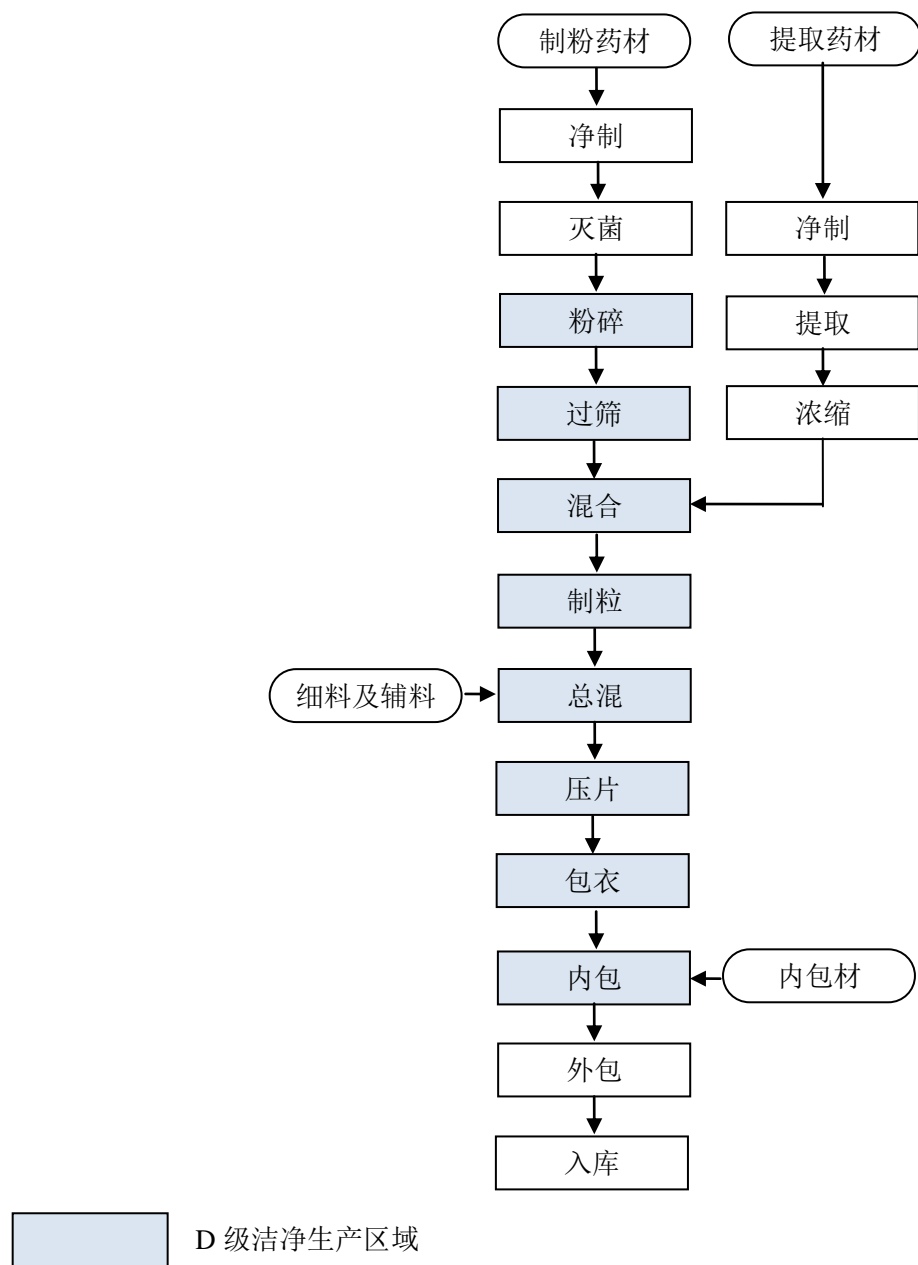 制粉药材
提取药材
净制
灭菌
净制
粉碎
提取
过筛
浓缩
混合
制粒
细料及辅料
总混
压片
包衣
内包
内包材
外包
入库
D 级洁净生产区域